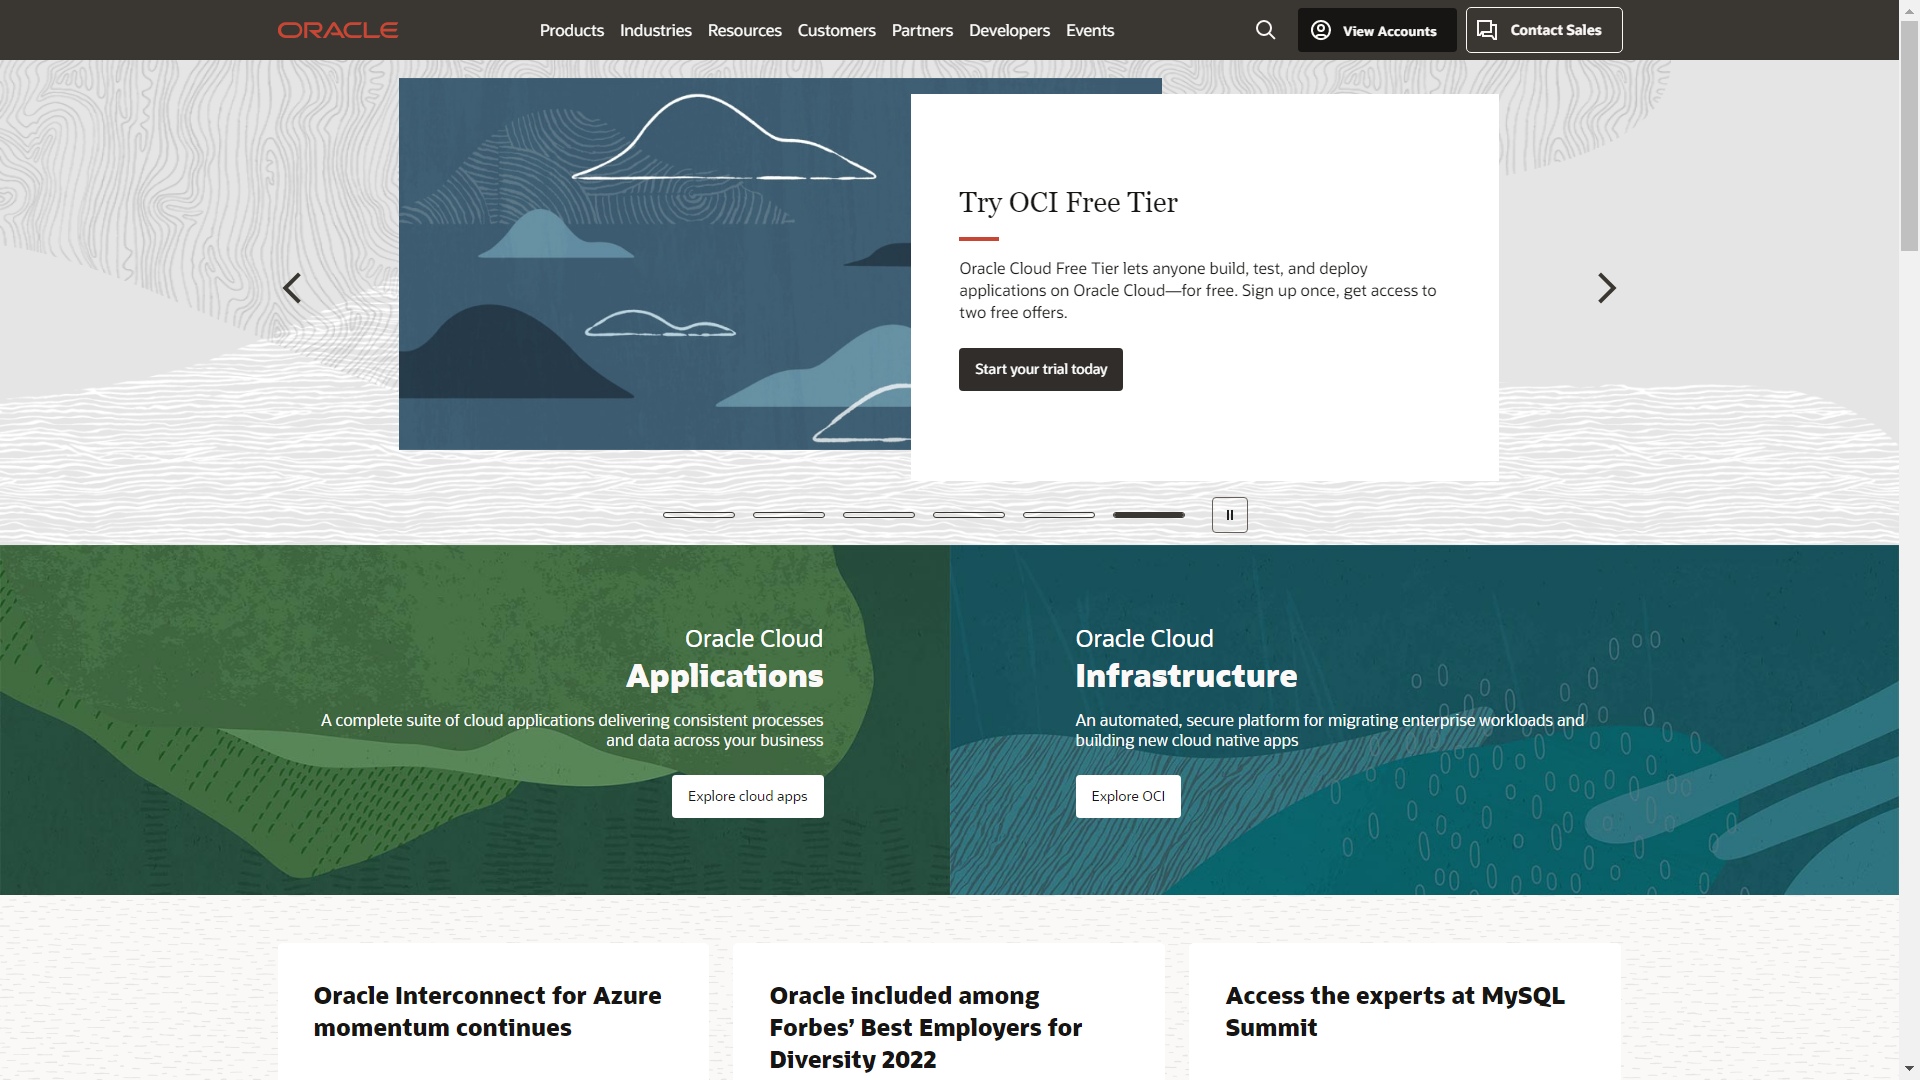 ORACLE
Products Industries Resources Customers Partners Developers Events
View Accounts
Contact Sales
Try OCI Free Tier
Oracle Cloud Free Tier lets anyone build, test, and deploy
applications on Oracle Cloud—for free. Sign up once, get access to
two free offers.
Start your trial today
Oracle Cloud
Applications
A complete suite of cloud applications delivering consistent processes
and data across your business
Explore cloud apps
Oracle Cloud
Infrastructure
An automated, secure platform for migrating enterprise workloads and
building new cloud native apps
Explore OCI
Oracle Interconnect for Azure
momentum continues
Oracle included among
Forbes’ Best Employers for
Diversity 2022
Access the experts at MySQL
Summit